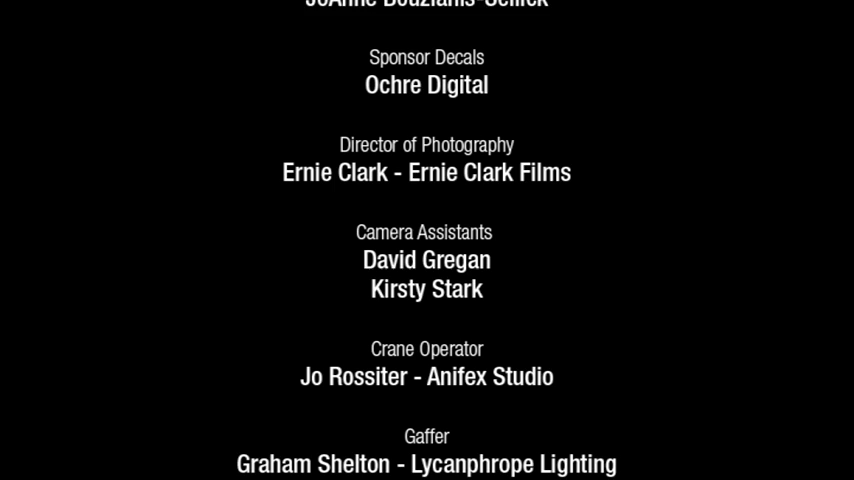 Sponsor Decals
Ochre Digital
Director of Photography
Ernie Clark - Ernie Clark Films
Camera Assistants
David Gregan
Kirsty Stark
Crane Operator
Jo Rossiter - Anifex Studio
Gaffer
Graham Shelton - Lycanphrope Lighting